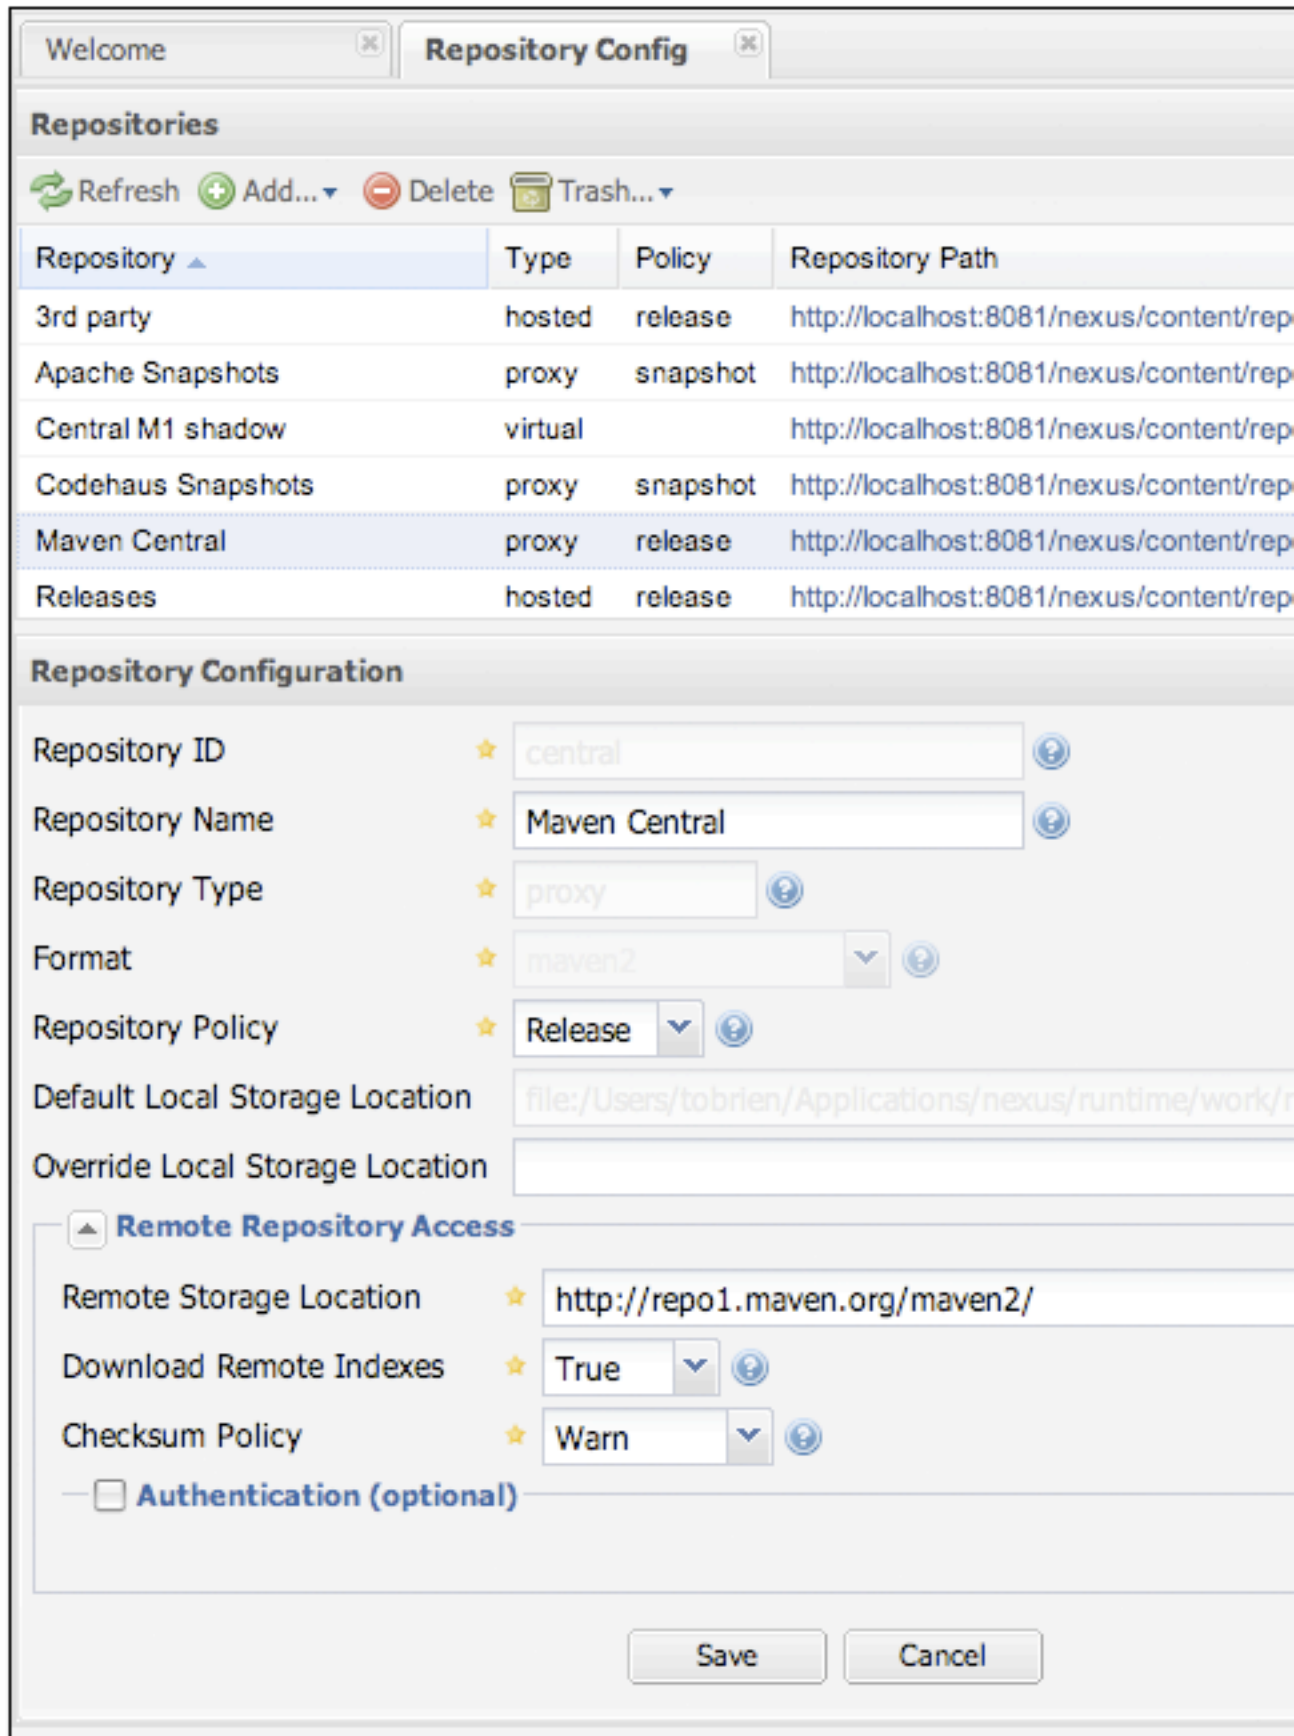 Welcome Repository Config
Repositories
Refresh Add... Delete Trash...
Repository Type Policy Repository Path
3rd party hosted release http://localhost:8081/nexus/content/rep
Apache Snapshots proxy snapshot http://localhost:8081/nexus/content/rep
Central M1 shadow virtual http://localhost:8081/nexus/content/rep
Codehaus Snapshots proxy snapshot http://localhost:8081/nexus/content/rep
Maven Central proxy release http://localhost:8081/nexus/content/rep
Releases hosted release http://localhost:8081/nexus/content/rep
Repository Configuration
Repository ID central
Repository Name Maven Central
Repository Type proxy
Format maven2
Repository Policy Release
Default Local Storage Location file:/Users/tobrien/Applications/nexus/runtime/work/
Override Local Storage Location
Remote Repository Access
Remote Storage Location http://repo1.maven.org/maven2/
Download Remote Indexes True
Checksum Policy Warn
Authentication (optional)
Save Cancel